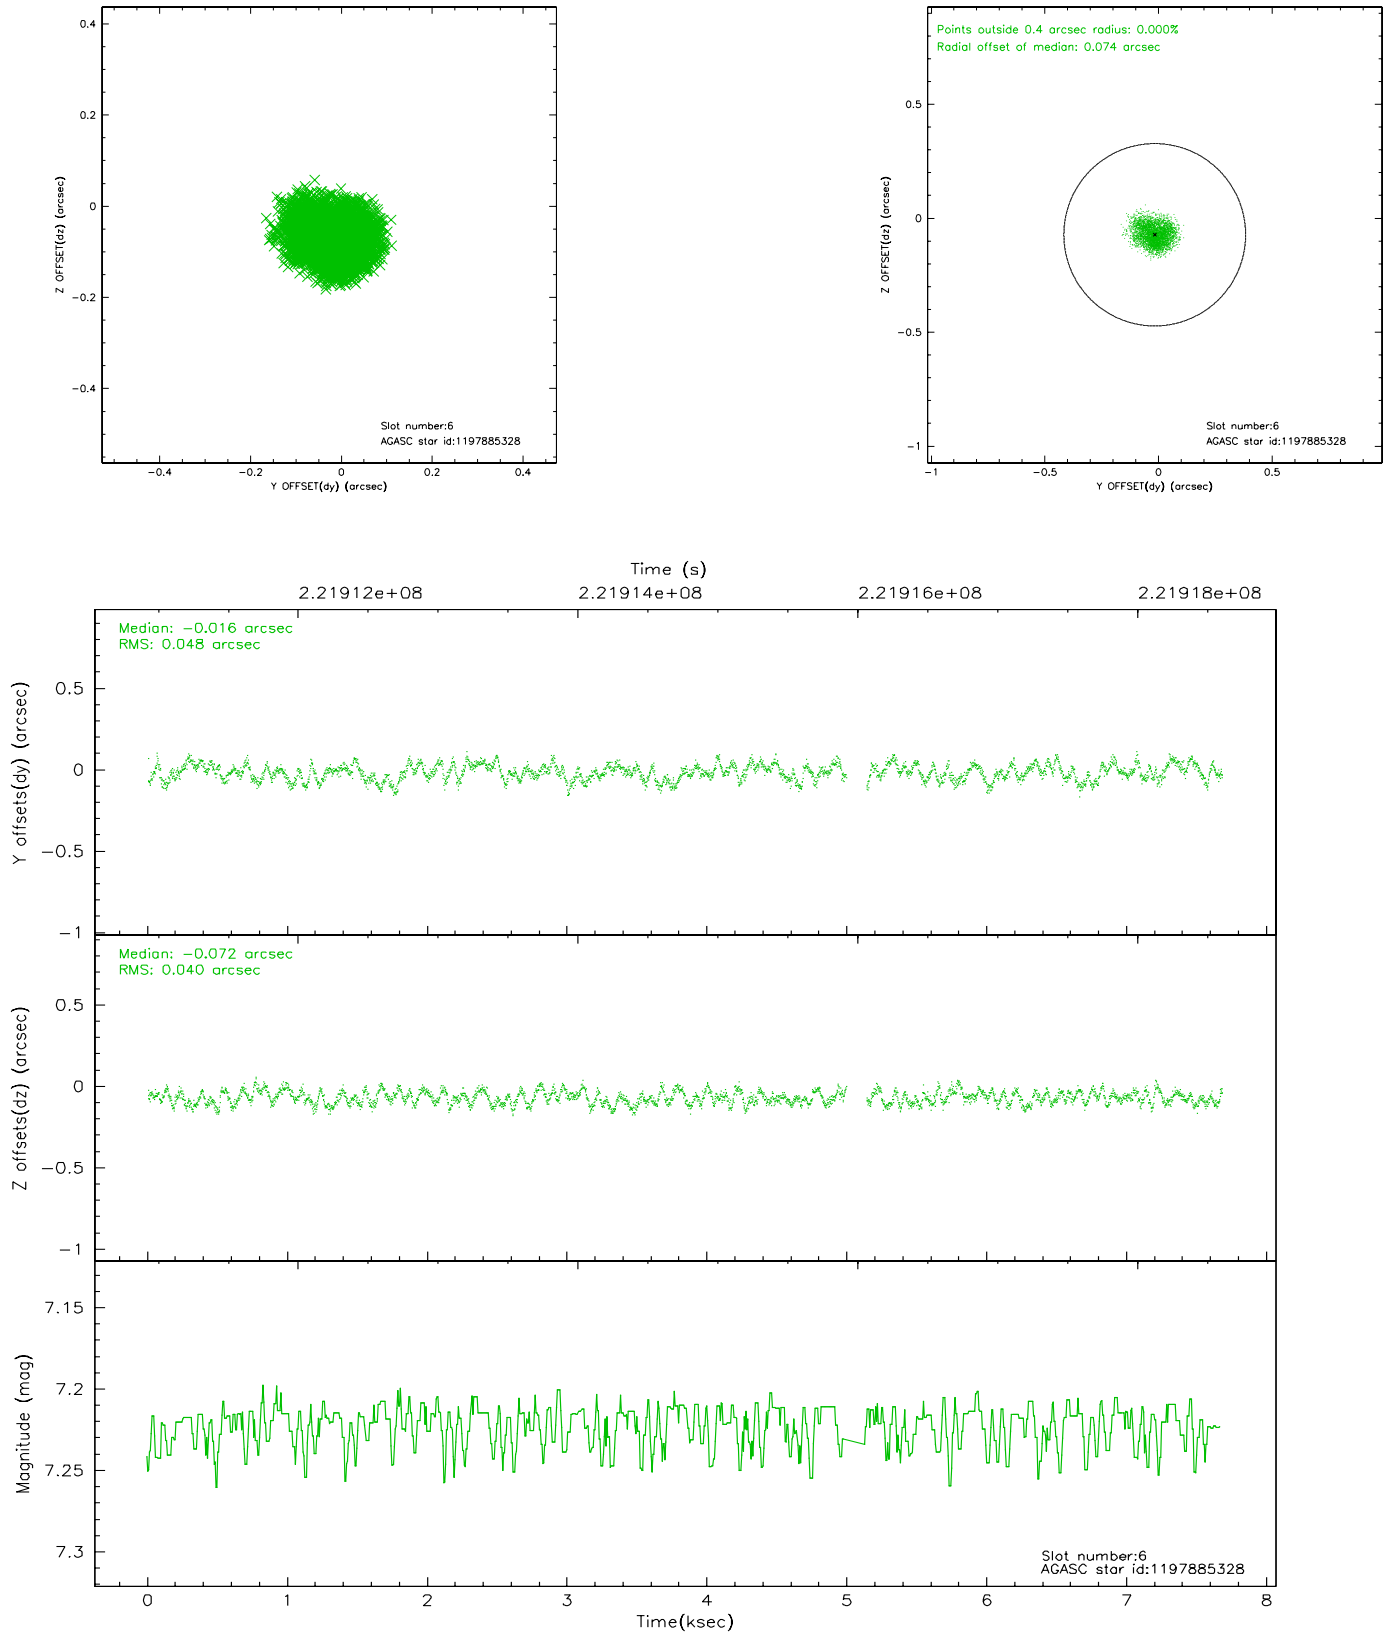 0.4
0.2
0
−0.2
−0.4
Z OFFSET(dz) (arcsec)
−0.4 −0.2 0 0.2 0.4
Y OFFSET(dy) (arcsec)
Slot number:6
AGASC star id:1197885328
Points outside 0.4 arcsec radius: 0.000%
Radial offset of median: 0.074 arcsec
0.5
0
−0.5
−1
Z OFFSET(dz) (arcsec)
−1 −0.5 0 0.5
Y OFFSET(dy) (arcsec)
Slot number:6
AGASC star id:1197885328
Time (s)
2.21912e+08 2.21914e+08 2.21916e+08 2.21918e+08
Median: −0.016 arcsec
RMS: 0.048 arcsec
0.5
0
−0.5
−1
Y offsets(dy) (arcsec)
Median: −0.072 arcsec
RMS: 0.040 arcsec
0.5
0
−0.5
−1
Z offsets(dz) (arcsec)
7.15
7.2
7.25
7.3
Magnitude (mag)
Slot number:6
AGASC star id:1197885328
0 1 2 3 4 5 6 7 8
Time(ksec)